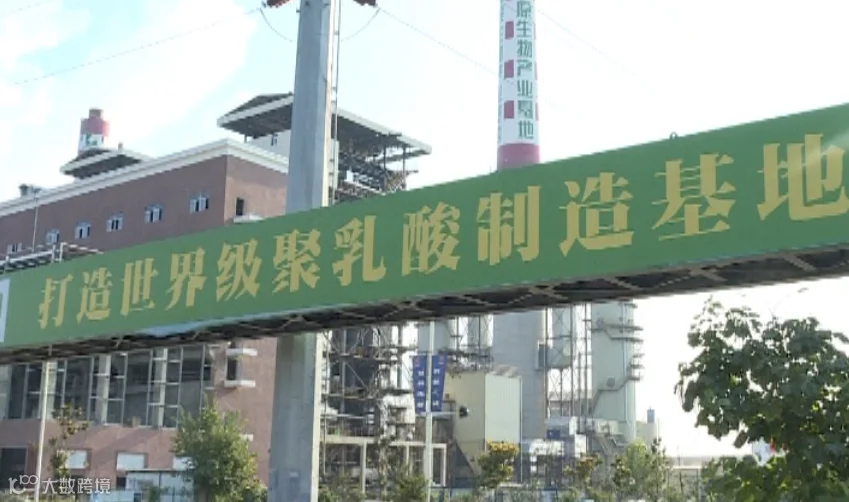 原生物产业基地
打造世界级聚乳酸制造基地
大数跨境